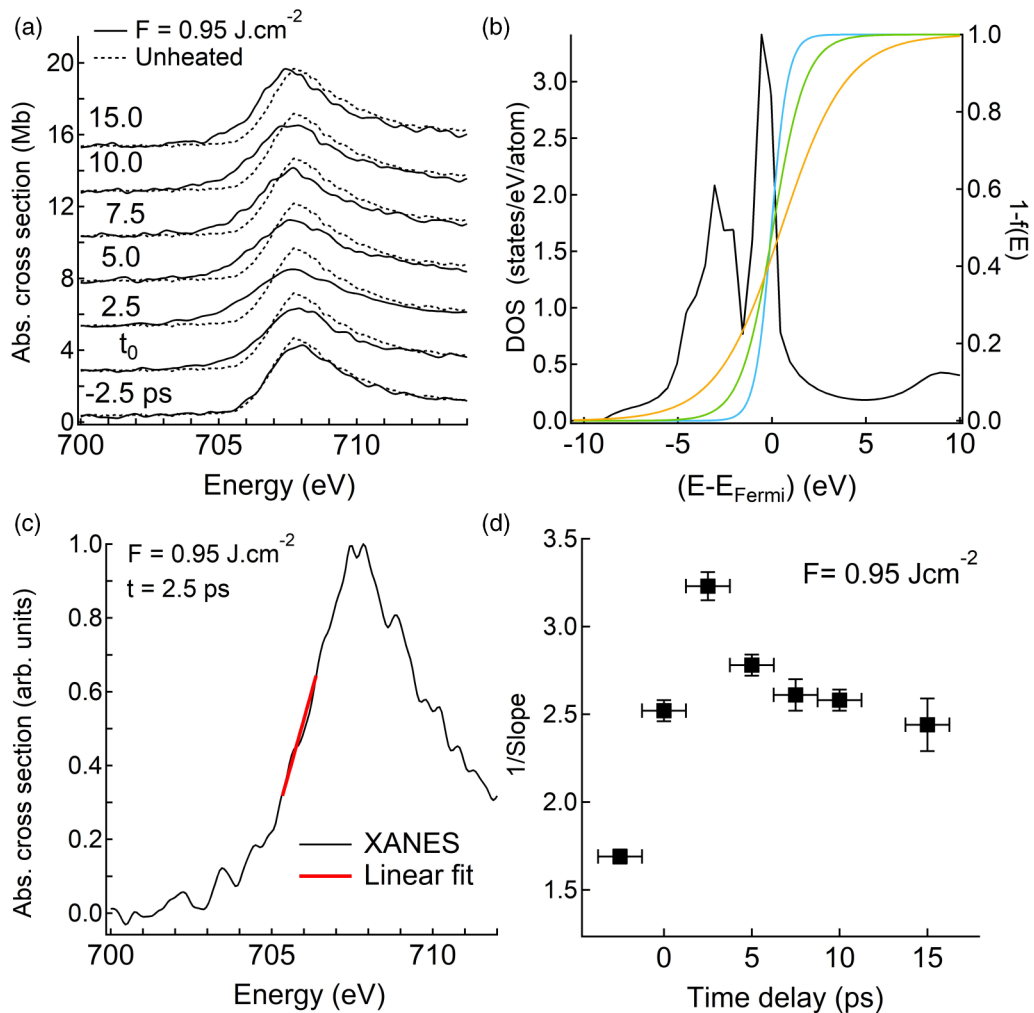 (a)
F = 0.95 J.cm-2
Unheated
Abs. cross section (Mb)
20
16
12
8
4
0
15.0
10.0
7.5
5.0
2.5
t0
-2.5 ps
700
705
710
Energy (eV)
(b)
DOS (states/eV/atom)
3.0
2.5
2.0
1.5
1.0
0.5
0.0
1.0
0.8
0.6
0.4
0.2
0.0
1-f(E)
-10
-5
0
5
10
(E-EFermi) (eV)
(c)
F = 0.95 J.cm-2
t = 2.5 ps
Abs. cross section (arb. units)
1.0
0.8
0.6
0.4
0.2
0.0
XANES
Linear fit
700
705
710
Energy (eV)
(d)
F= 0.95 Jcm-2
1/Slope
3.5
3.0
2.5
2.0
1.5
0
5
10
15
Time delay (ps)